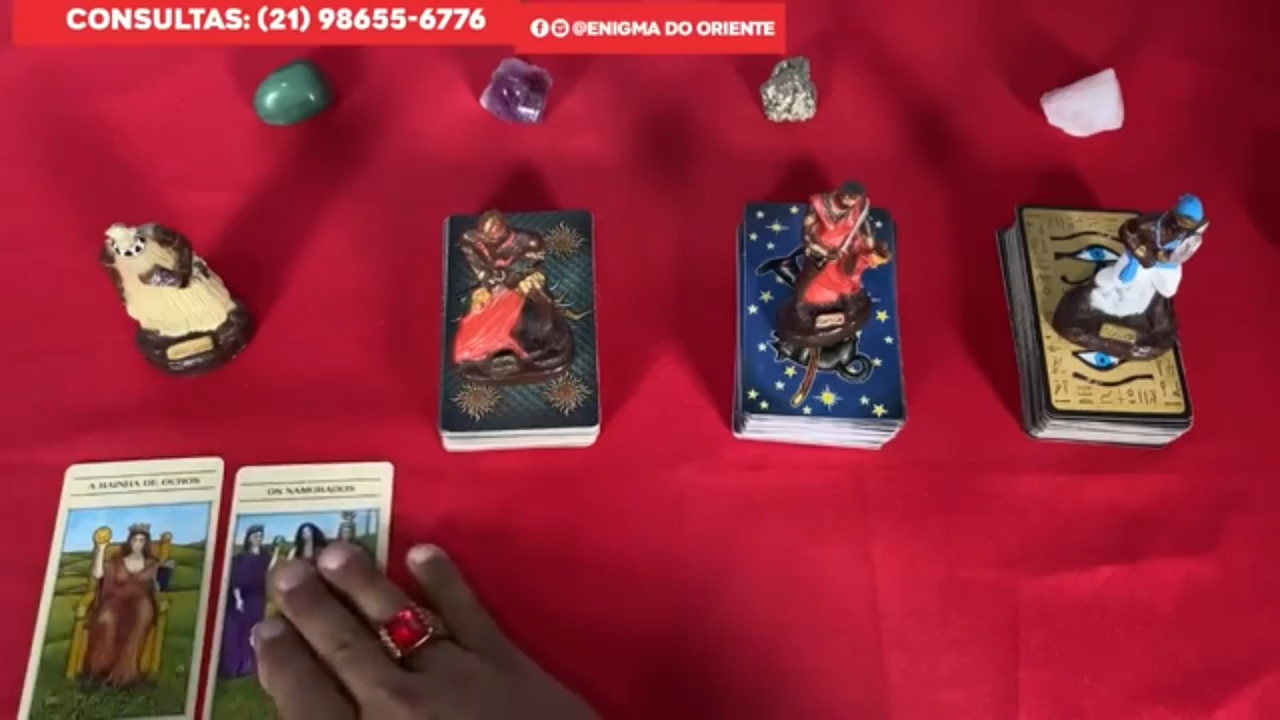 CONSULTAS: (21) 98655-6776
@ENIGMA DO ORIENTE
A RAINHA DE OUROS
OS NAMORADOS